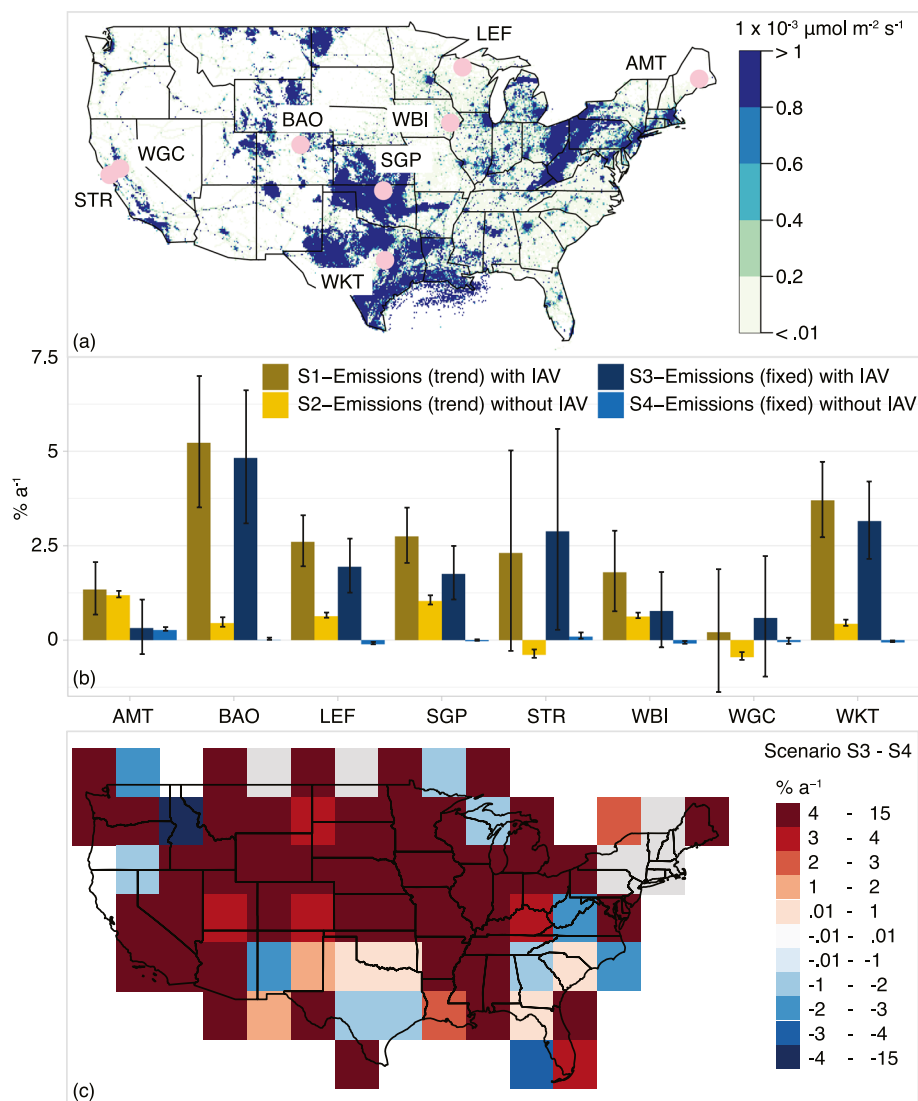 LEF
1 x 10⁻³ µmol m⁻² s⁻¹
AMT
> 1
BAO
WBI
0.8
WGC
SGP
0.6
STR
0.4
WKT
0.2
(a)
< .01
7.5
S1−Emissions (trend) with IAV
S3−Emissions (fixed) with IAV
S2−Emissions (trend) without IAV
S4−Emissions (fixed) without IAV
5
% a⁻¹
2.5
0
(b)
AMT BAO LEF SGP STR WBI WGC WKT
Scenario S3 - S4
% a⁻¹
4 - 15
3 - 4
2 - 3
1 - 2
.01 - 1
-.01 - .01
-.01 - -1
-1 - -2
-2 - -3
-3 - -4
-4 - -15
(c)